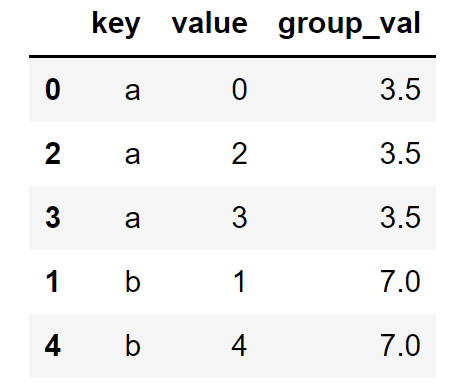 key value group_val
0 a 0 3.5
2 a 2 3.5
3 a 3 3.5
1 b 1 7.0
4 b 4 7.0